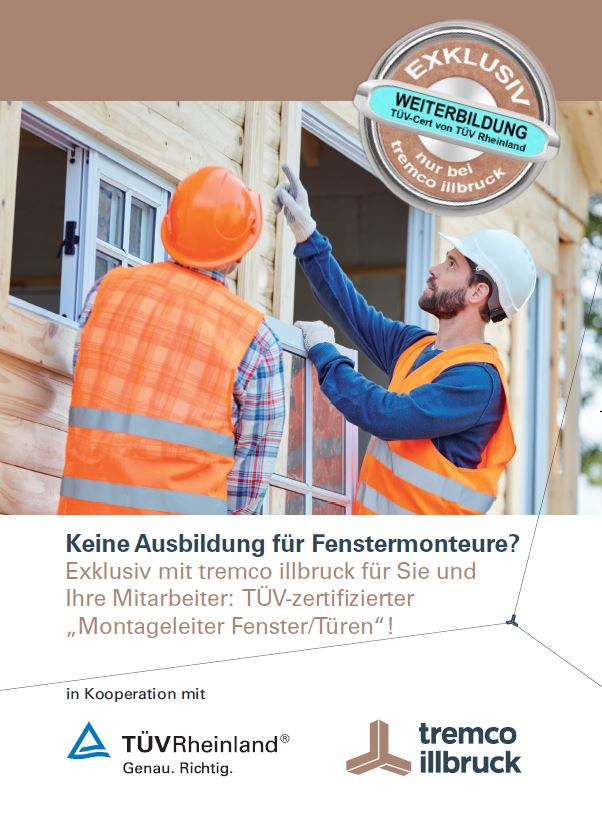 EXKLUSIV
WEITERBILDUNG
TÜV-Cert von TÜV Rheinland
nur bei
tremco illbruck
Keine Ausbildung für Fenstermonteure?
Exklusiv mit tremco illbruck für Sie und
Ihre Mitarbeiter: TÜV-zertifizierter
„Montageleiter Fenster/Türen“!
in Kooperation mit
TÜVRheinland®
Genau. Richtig.
tremco
illbruck